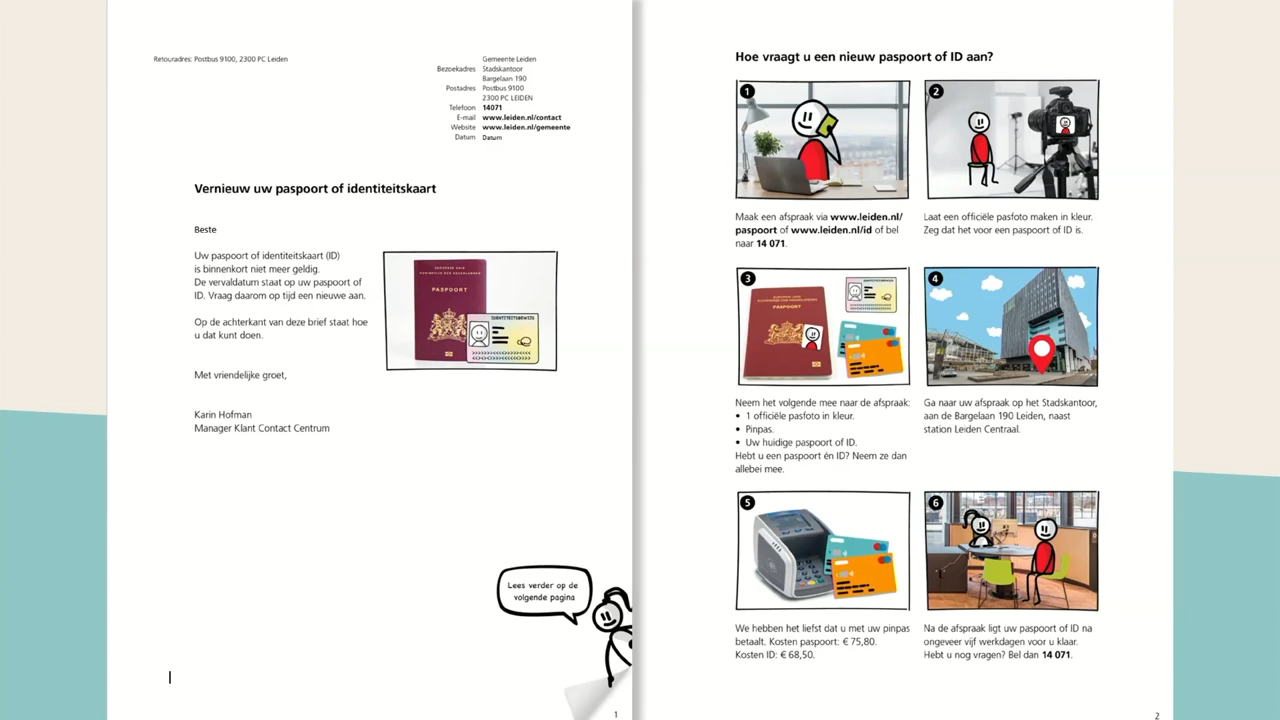 Retouradres: Postbus 9100, 2300 PC Leiden
Gemeente Leiden
Bezoekadres Stadskantoor
Bargelaan 190
Postadres Postbus 9100
2300 PC LEIDEN
Telefoon 14071
E-mail www.leiden.nl/contact
Website www.leiden.nl/gemeente
Datum Datum
Vernieuw uw paspoort of identiteitskaart
Beste
Uw paspoort of identiteitskaart (ID)
is binnenkort niet meer geldig.
De vervaldatum staat op uw paspoort of
ID. Vraag daarom op tijd een nieuwe aan.
Op de achterkant van deze brief staat hoe
u dat kunt doen.
Met vriendelijke groet,
Karin Hofman
Manager Klant Contact Centrum
PASPOORT
IDENTITEITSBEWIJS
Lees verder op de
volgende pagina
1
Hoe vraagt u een nieuw paspoort of ID aan?
1
Maak een afspraak via www.leiden.nl/
paspoort of www.leiden.nl/id of bel
naar 14 071.
2
Laat een officiële pasfoto maken in kleur.
Zeg dat het voor een paspoort of ID is.
3
PASPOORT
IDENTITEITSBEWIJS
Neem het volgende mee naar de afspraak:
• 1 officiële pasfoto in kleur.
• Pinpas.
• Uw huidige paspoort of ID.
Hebt u een paspoort én ID? Neem ze dan
allebei mee.
4
Ga naar uw afspraak op het Stadskantoor,
aan de Bargelaan 190 Leiden, naast
station Leiden Centraal.
5
We hebben het liefst dat u met uw pinpas
betaalt. Kosten paspoort: € 75,80.
Kosten ID: € 68,50.
6
Na de afspraak ligt uw paspoort of ID na
ongeveer vijf werkdagen voor u klaar.
Hebt u nog vragen? Bel dan 14 071.
2